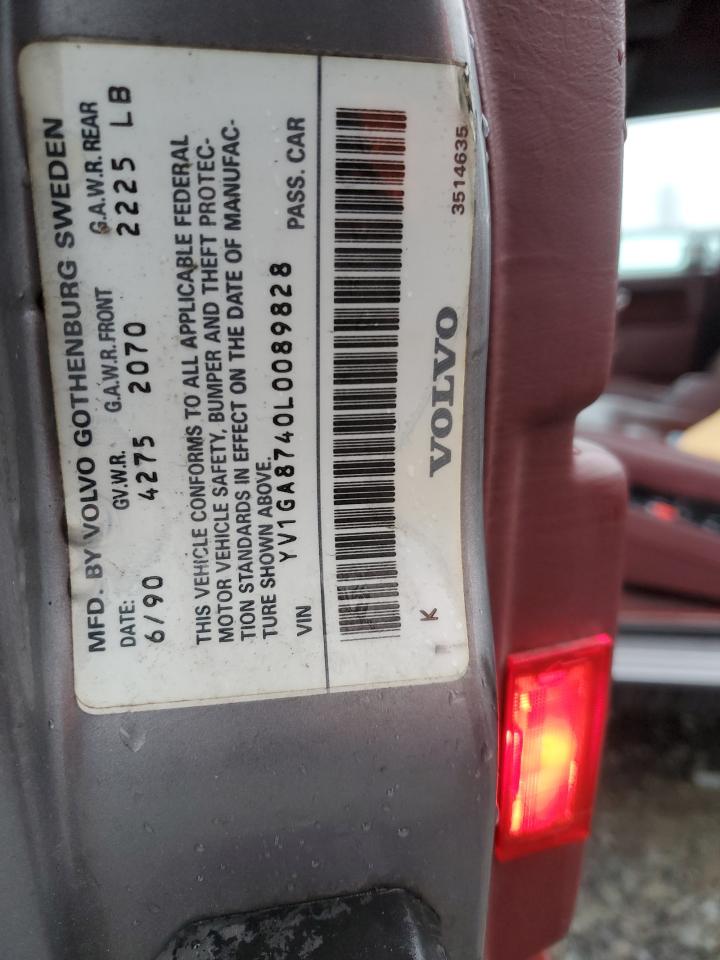 MFD. BY VOLVO GOTHENBURG SWEDEN
DATE: GV.W.R. G.A.W.R. FRONT G.A.W.R. REAR
6/90 4275 2070 2225 LB
THIS VEHICLE CONFORMS TO ALL APPLICABLE FEDERAL
MOTOR VEHICLE SAFETY, BUMPER AND THEFT PROTEC-
TION STANDARDS IN EFFECT ON THE DATE OF MANUFAC-
TURE SHOWN ABOVE.
YV1GA8740L0089828
VIN PASS. CAR
K VOLVO 3514635